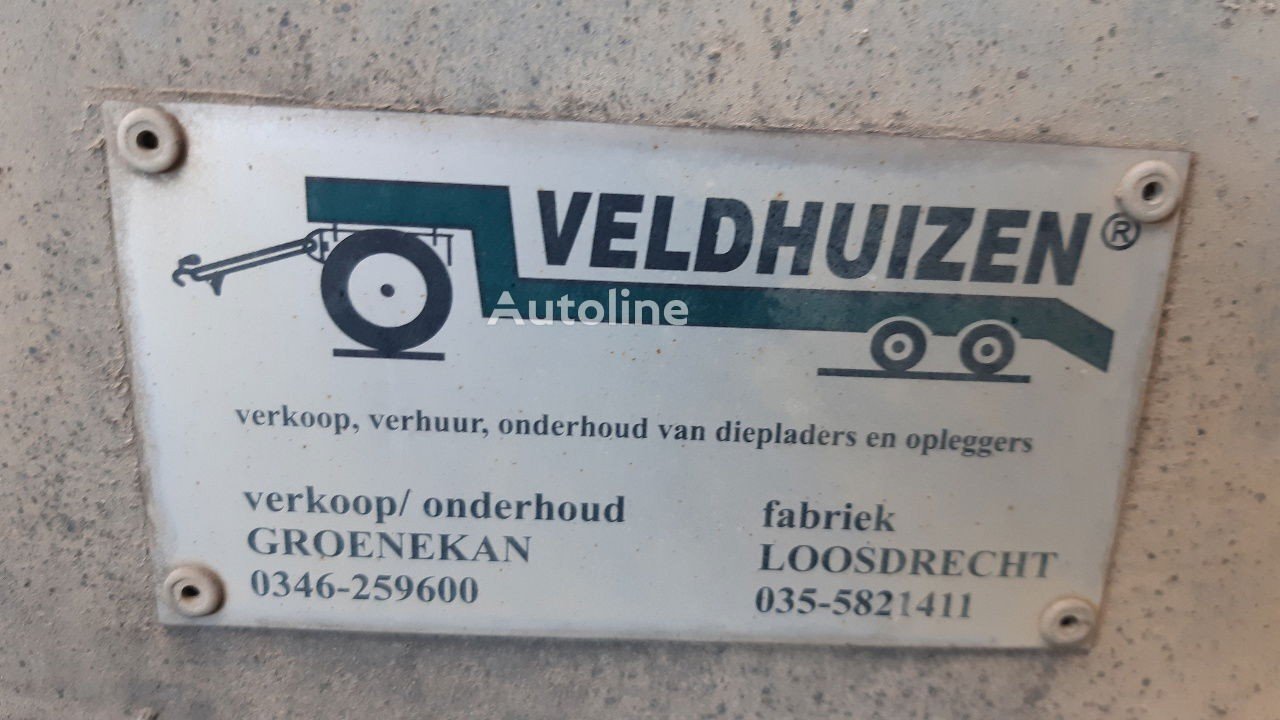 VELDHUIZEN®
Autoline
verkoop, verhuur, onderhoud van diepladers en opleggers
verkoop/ onderhoud
GROENEKAN
0346-259600
fabriek
LOOSDRECHT
035-5821411